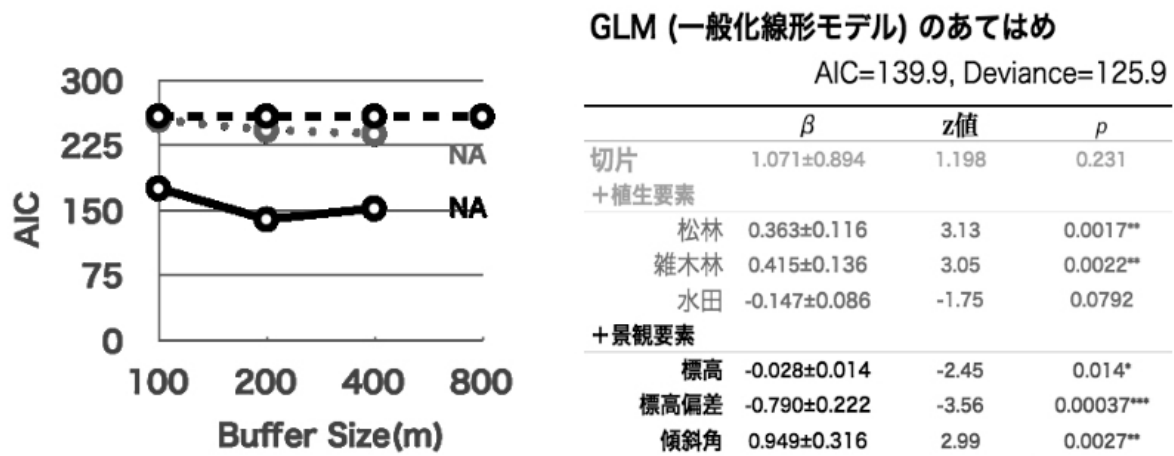 300
225
150
75
0
AIC
NA
NA
100 200 400 800
Buffer Size(m)
GLM (一般化線形モデル) のあてはめ
AIC=139.9, Deviance=125.9
β z値 p
切片 1.071±0.894 1.198 0.231
＋植生要素
松林 0.363±0.116 3.13 0.0017**
雑木林 0.415±0.136 3.05 0.0022**
水田 -0.147±0.086 -1.75 0.0792
＋景観要素
標高 -0.028±0.014 -2.45 0.014*
標高偏差 -0.790±0.222 -3.56 0.00037***
傾斜角 0.949±0.316 2.99 0.0027**